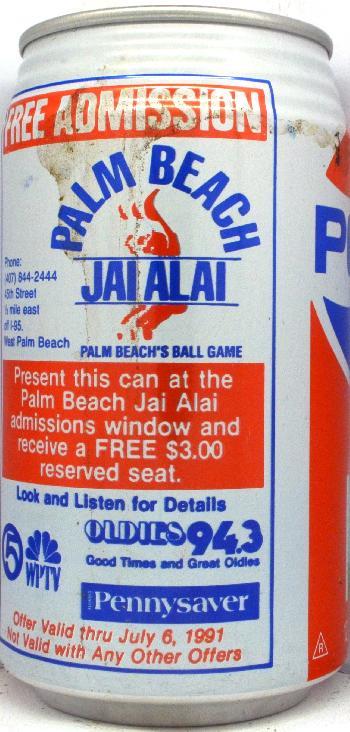 FREE ADMISSION
PALM BEACH
JAI ALAI
PALM BEACH'S BALL GAME
Phone:
(407) 844-2444
45th Street
mile east
off I-95.
West Palm Beach
Present this can at the
Palm Beach Jai Alai
admissions window and
receive a FREE $3.00
reserved seat.
Look and Listen for Details
5 WPTV
OLDIES 94.3
Good Times and Great Oldies
Pennysaver
Offer Valid thru July 6, 1991
Not Valid with Any Other Offers
P
R